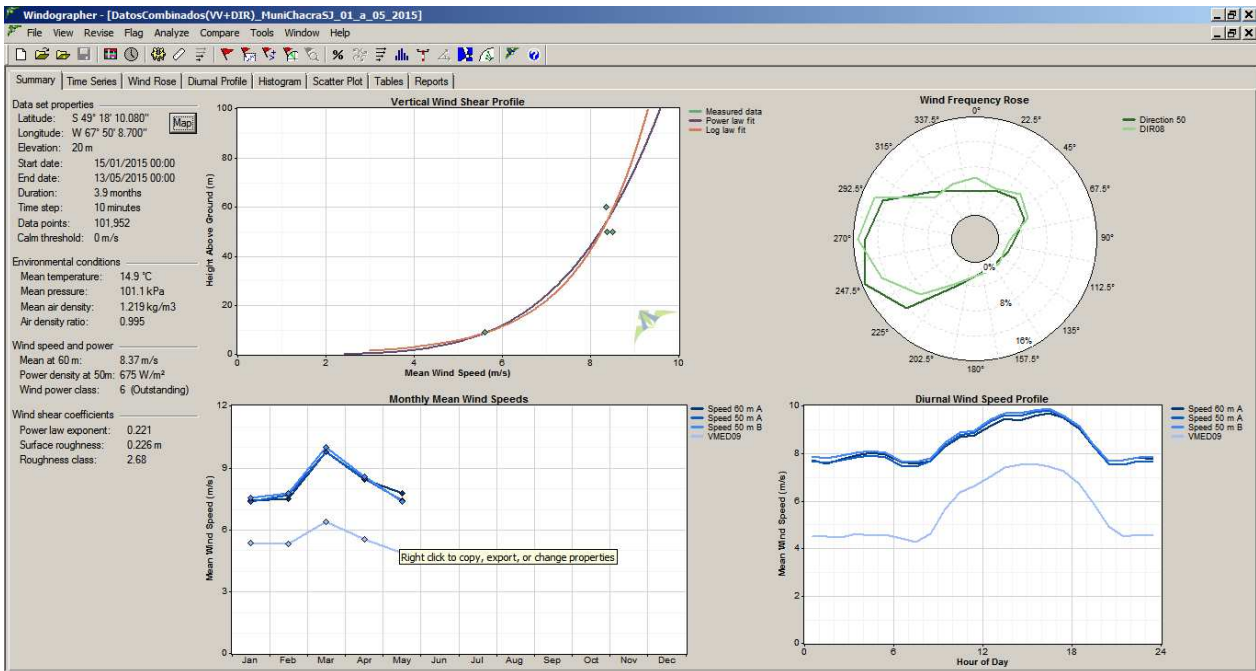 Windographer - [DatosCombinados(VV+DIR)_MuniChacraSJ_01_a_05_2015]
File View Revise Flag Analyze Compare Tools Window Help
Summary Time Series Wind Rose Diurnal Profile Histogram Scatter Plot Tables Reports
Data set properties
Latitude: S 49° 18' 10.080"
Longitude: W 67° 50' 8.700"
Map
Elevation: 20 m
Start date: 15/01/2015 00:00
End date: 13/05/2015 00:00
Duration: 3.9 months
Time step: 10 minutes
Data points: 101,952
Calm threshold: 0 m/s
Environmental conditions
Mean temperature: 14.9 °C
Mean pressure: 101.1 kPa
Mean air density: 1.219 kg/m3
Air density ratio: 0.995
Wind speed and power
Mean at 60 m: 8.37 m/s
Power density at 50m: 675 W/m²
Wind power class: 6 (Outstanding)
Wind shear coefficients
Power law exponent: 0.221
Surface roughness: 0.226 m
Roughness class: 2.68
Vertical Wind Shear Profile
Measured data
Power law fit
Log law fit
Height Above Ground (m)
100
80
60
40
20
0
0 2 4 6 8 10
Mean Wind Speed (m/s)
Wind Frequency Rose
Direction 50
DIR08
0°
22.5°
45°
67.5°
90°
112.5°
135°
157.5°
180°
202.5°
225°
247.5°
270°
292.5°
315°
337.5°
0%
8%
16%
Monthly Mean Wind Speeds
Speed 60 m A
Speed 50 m A
Speed 50 m B
VMED09
Mean Wind Speed (m/s)
12
9
6
3
0
Right click to copy, export, or change properties
Jan Feb Mar Apr May Jun Jul Aug Sep Oct Nov Dec
Diurnal Wind Speed Profile
Speed 60 m A
Speed 50 m A
Speed 50 m B
VMED09
Mean Wind Speed (m/s)
10
8
6
4
2
0
0 6 12 18 24
Hour of Day